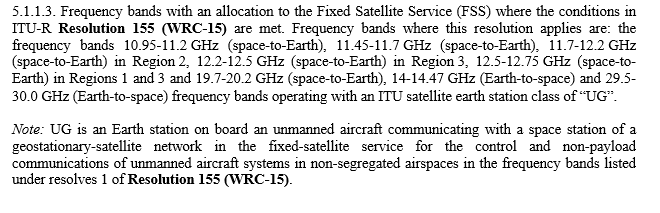 5.1.1.3. Frequency bands with an allocation to the Fixed Satellite Service (FSS) where the conditions in
ITU-R Resolution 155 (WRC-15) are met. Frequency bands where this resolution applies are: the
frequency bands 10.95-11.2 GHz (space-to-Earth), 11.45-11.7 GHz (space-to-Earth), 11.7-12.2 GHz
(space-to-Earth) in Region 2, 12.2-12.5 GHz (space-to-Earth) in Region 3, 12.5-12.75 GHz (space-to-
Earth) in Regions 1 and 3 and 19.7-20.2 GHz (space-to-Earth), 14-14.47 GHz (Earth-to-space) and 29.5-
30.0 GHz (Earth-to-space) frequency bands operating with an ITU satellite earth station class of “UG”.
Note: UG is an Earth station on board an unmanned aircraft communicating with a space station of a
geostationary-satellite network in the fixed-satellite service for the control and non-payload
communications of unmanned aircraft systems in non-segregated airspaces in the frequency bands listed
under resolves 1 of Resolution 155 (WRC-15).